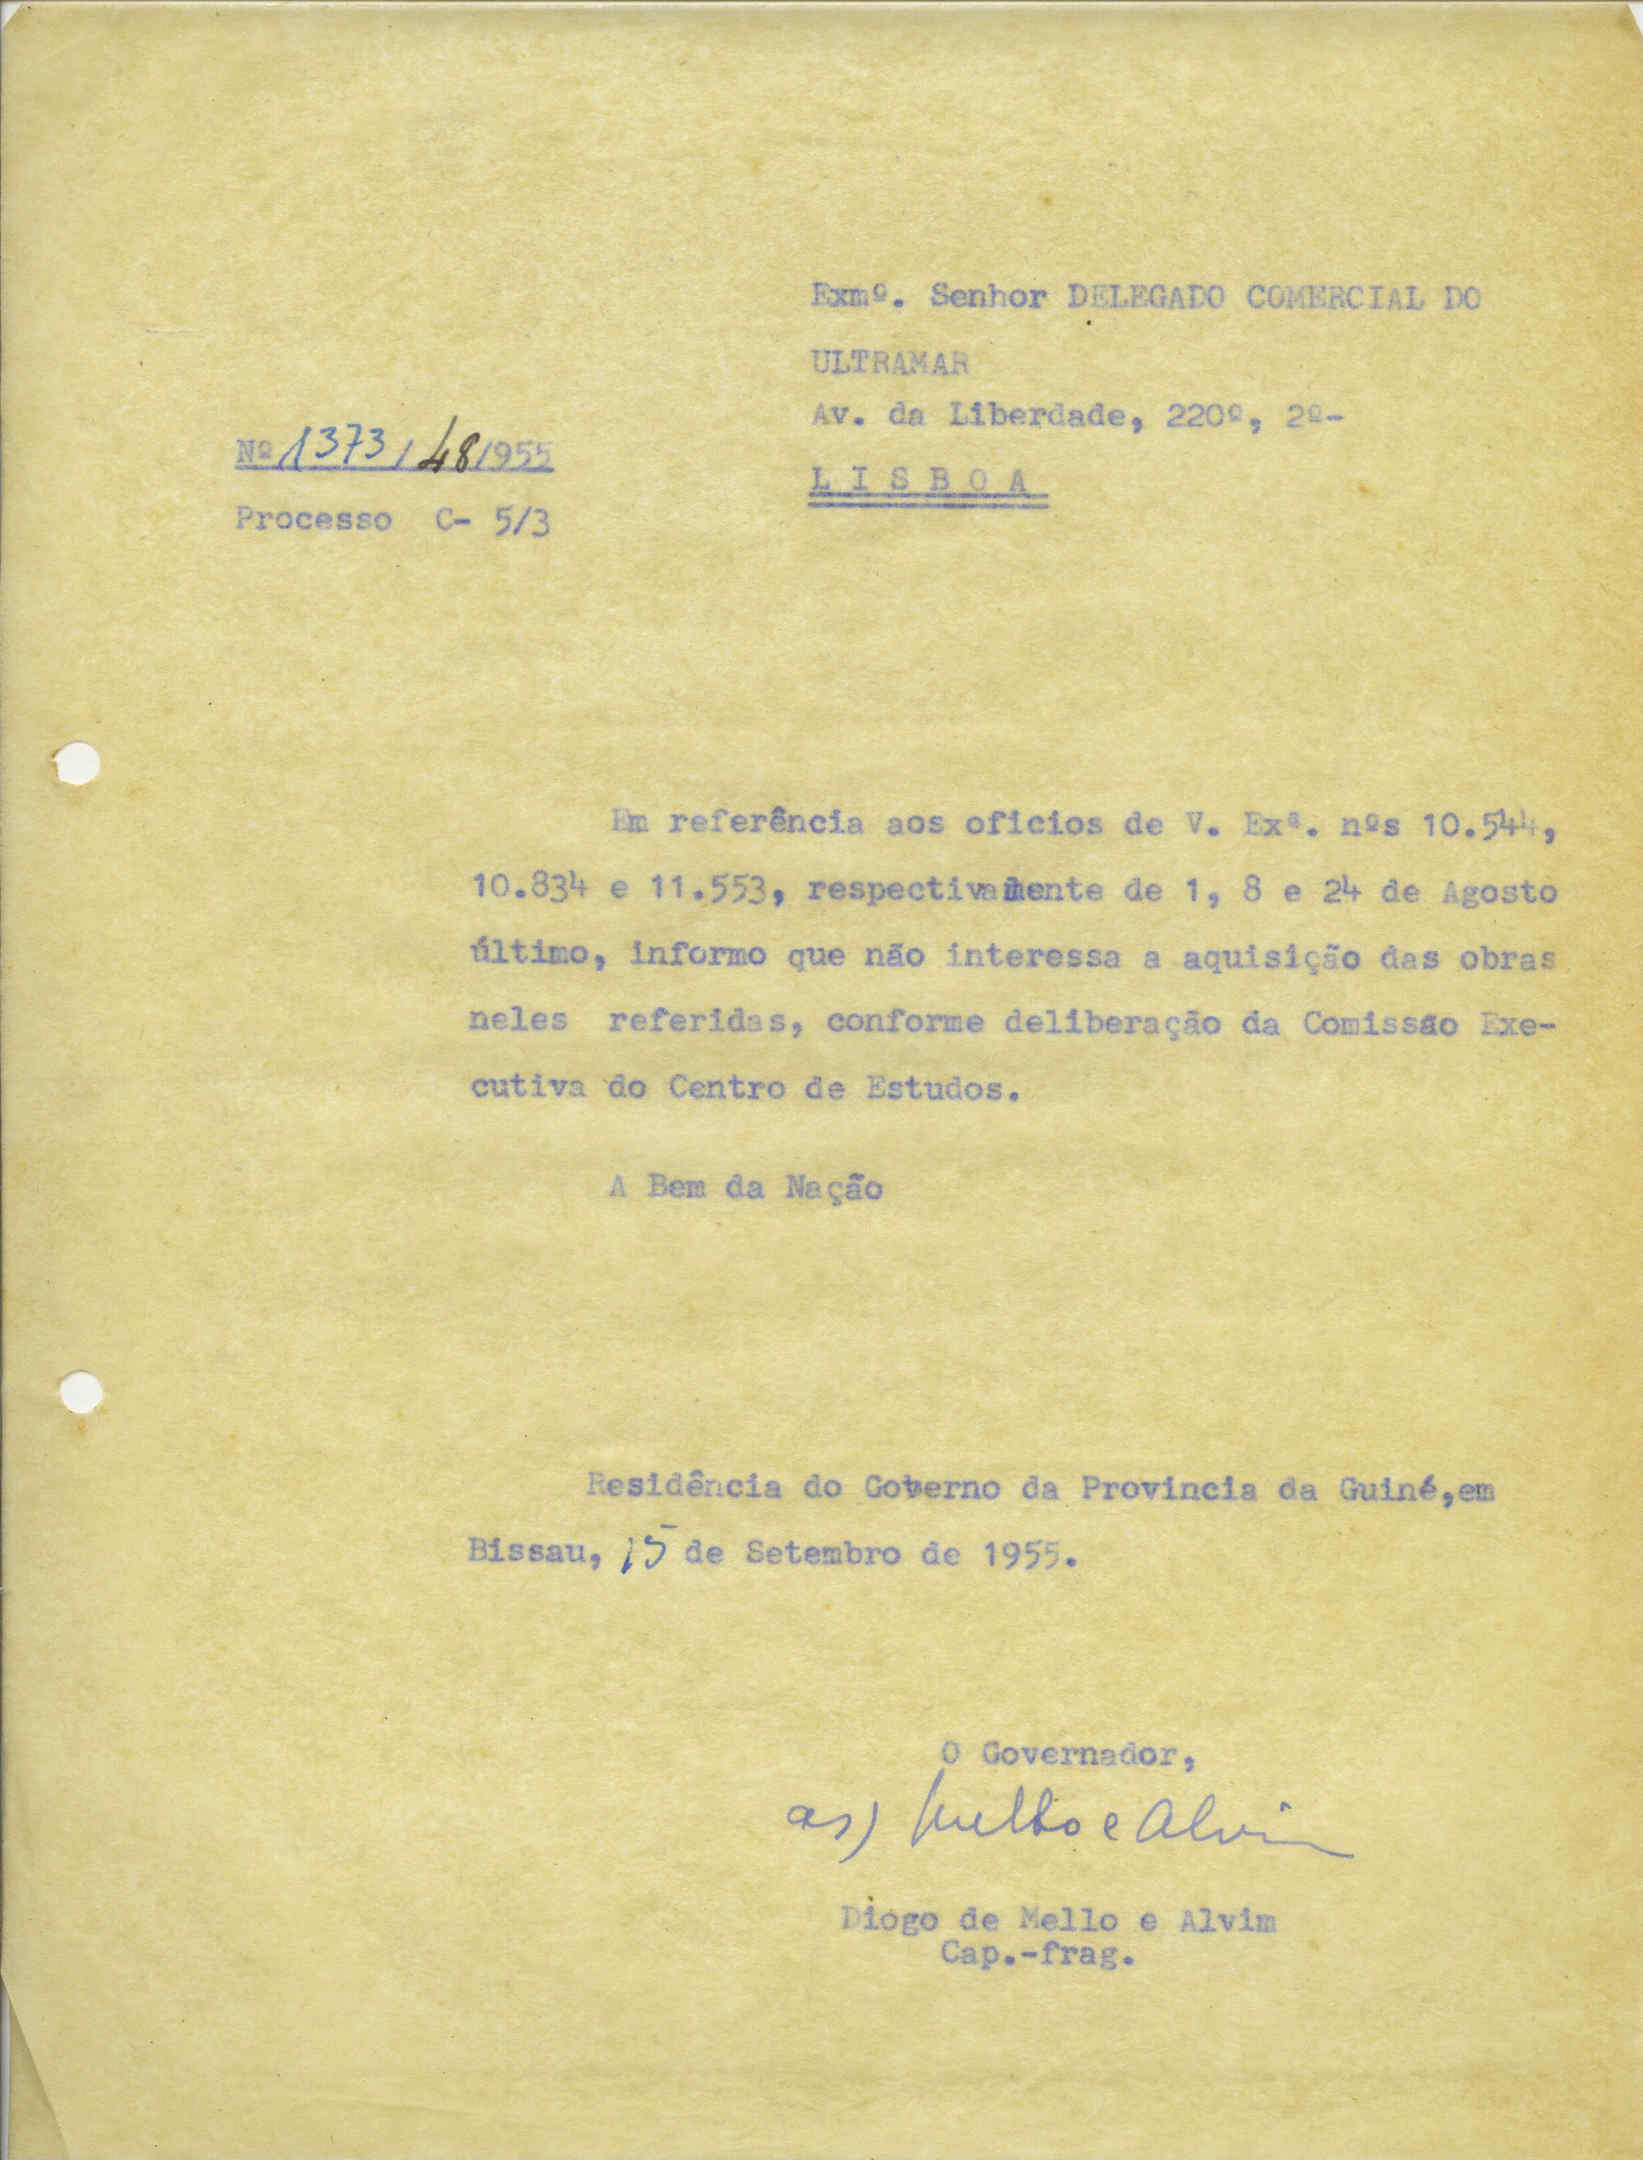 Exmº. Senhor DELEGADO COMERCIAL DO
ULTRAMAR
Av. da Liberdade, 220º, 2º-
L I S B O A
Nº 1373/48/1955
Processo C- 5/3
Em referência aos oficios de V. Exª. nºs 10.544,
10.834 e 11.553, respectivamente de 1, 8 e 24 de Agosto
último, informo que não interessa a aquisição das obras
neles referidas, conforme deliberação da Comissão Exe-
cutiva do Centro de Estudos.
A Bem da Nação
Residência do Governo da Provincia da Guiné,em
Bissau, 15 de Setembro de 1955.
O Governador,
as) Mello e Alvim
Diogo de Mello e Alvim
Cap.-frag.